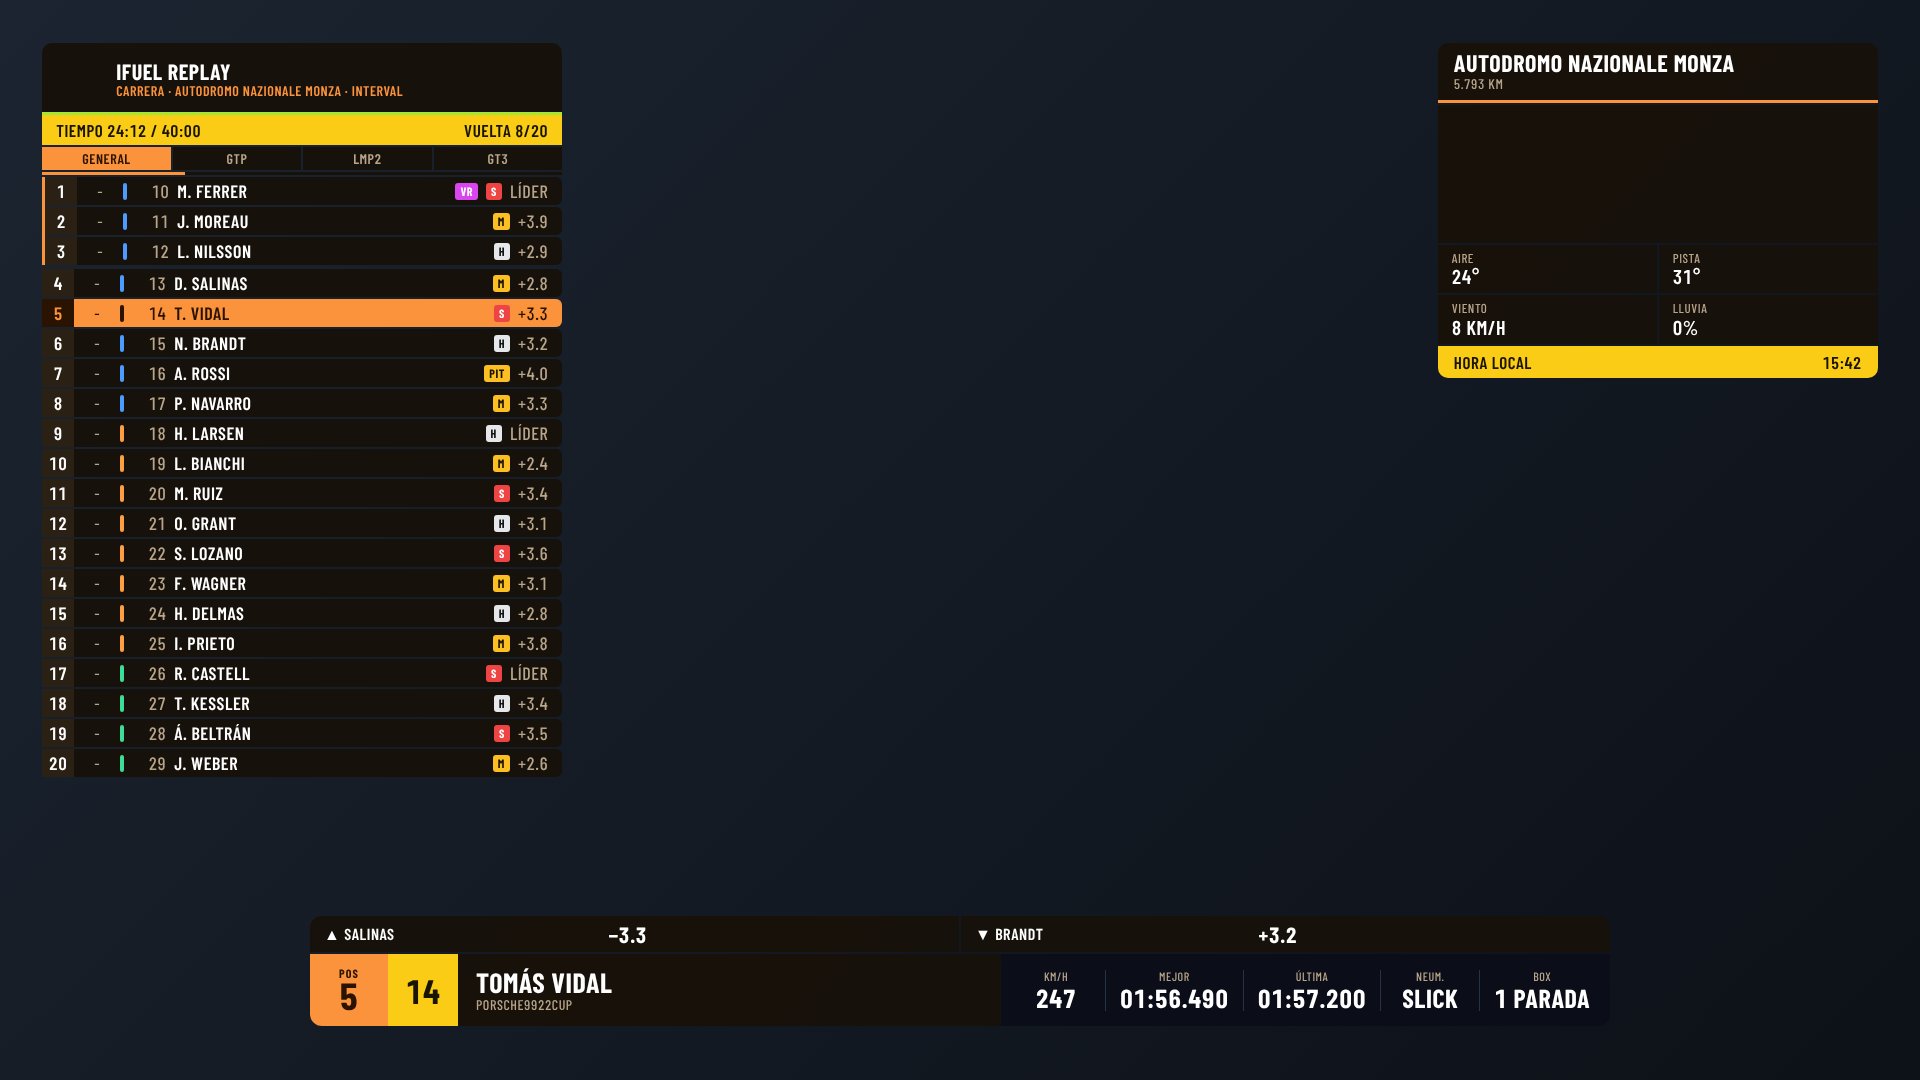 IFUEL REPLAY
CARRERA · AUTODROMO NAZIONALE MONZA · INTERVAL
TIEMPO 24:12 / 40:00 VUELTA 8/20
GENERAL GTP LMP2 GT3
1 - 10 M. FERRER VR S LÍDER
2 - 11 J. MOREAU M +3.9
3 - 12 L. NILSSON H +2.9
4 - 13 D. SALINAS M +2.8
5 - 14 T. VIDAL S +3.3
6 - 15 N. BRANDT H +3.2
7 - 16 A. ROSSI PIT +4.0
8 - 17 P. NAVARRO M +3.3
9 - 18 H. LARSEN H LÍDER
10 - 19 L. BIANCHI M +2.4
11 - 20 M. RUIZ S +3.4
12 - 21 O. GRANT H +3.1
13 - 22 S. LOZANO S +3.6
14 - 23 F. WAGNER M +3.1
15 - 24 H. DELMAS H +2.8
16 - 25 I. PRIETO M +3.8
17 - 26 R. CASTELL S LÍDER
18 - 27 T. KESSLER H +3.4
19 - 28 Á. BELTRÁN S +3.5
20 - 29 J. WEBER M +2.6
AUTODROMO NAZIONALE MONZA
5.793 KM
AIRE PISTA
24° 31°
VIENTO LLUVIA
8 KM/H 0%
HORA LOCAL 15:42
▲ SALINAS −3.3 ▼ BRANDT +3.2
POS
5
14
TOMÁS VIDAL
PORSCHE9922CUP
KM/H MEJOR ÚLTIMA NEUM. BOX
247 01:56.490 01:57.200 SLICK 1 PARADA